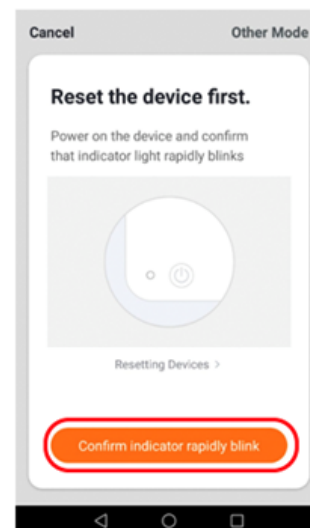 Cancel Other Mode
Reset the device first.
Power on the device and confirm
that indicator light rapidly blinks
Resetting Devices >
Confirm indicator rapidly blink